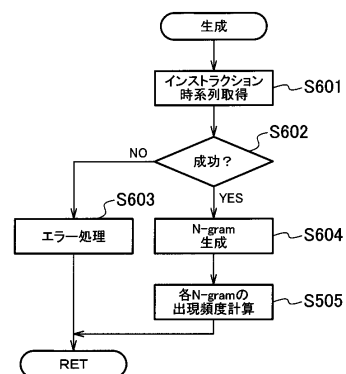 生成
インストラクション
時系列取得
S601
S602
成功？
NO
YES
S603
エラー処理
N-gram
生成
S604
各N-gramの
出現頻度計算
S505
RET